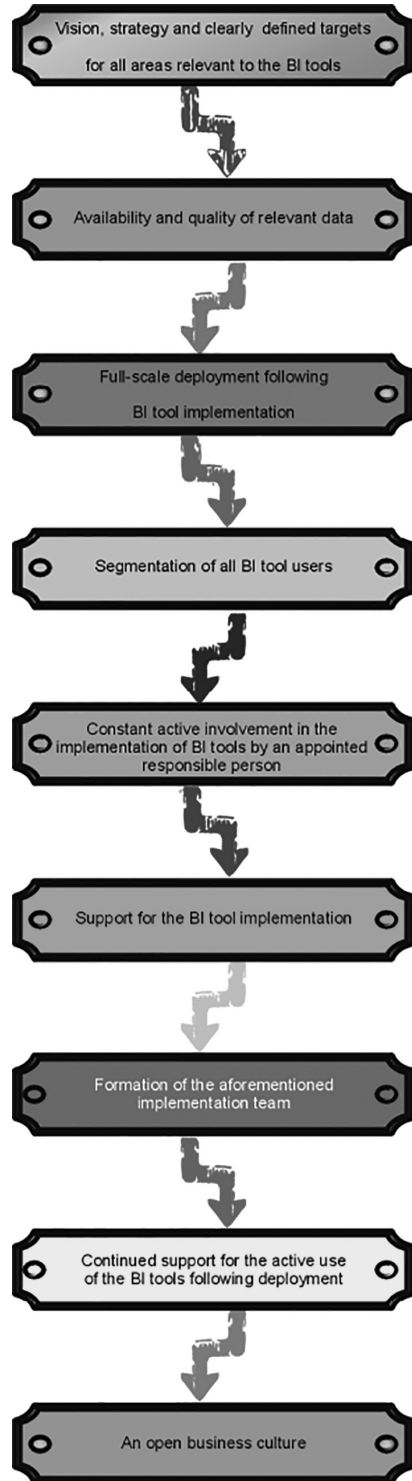 Vision, strategy and clearly defined targets
for all areas relevant to the BI tools
Availability and quality of relevant data
Full-scale deployment following
BI tool implementation
Segmentation of all BI tool users
Constant active involvement in the
implementation of BI tools by an appointed
responsible person
Support for the BI tool implementation
Formation of the aforementioned
implementation team
Continued support for the active use
of the BI tools following deployment
An open business culture